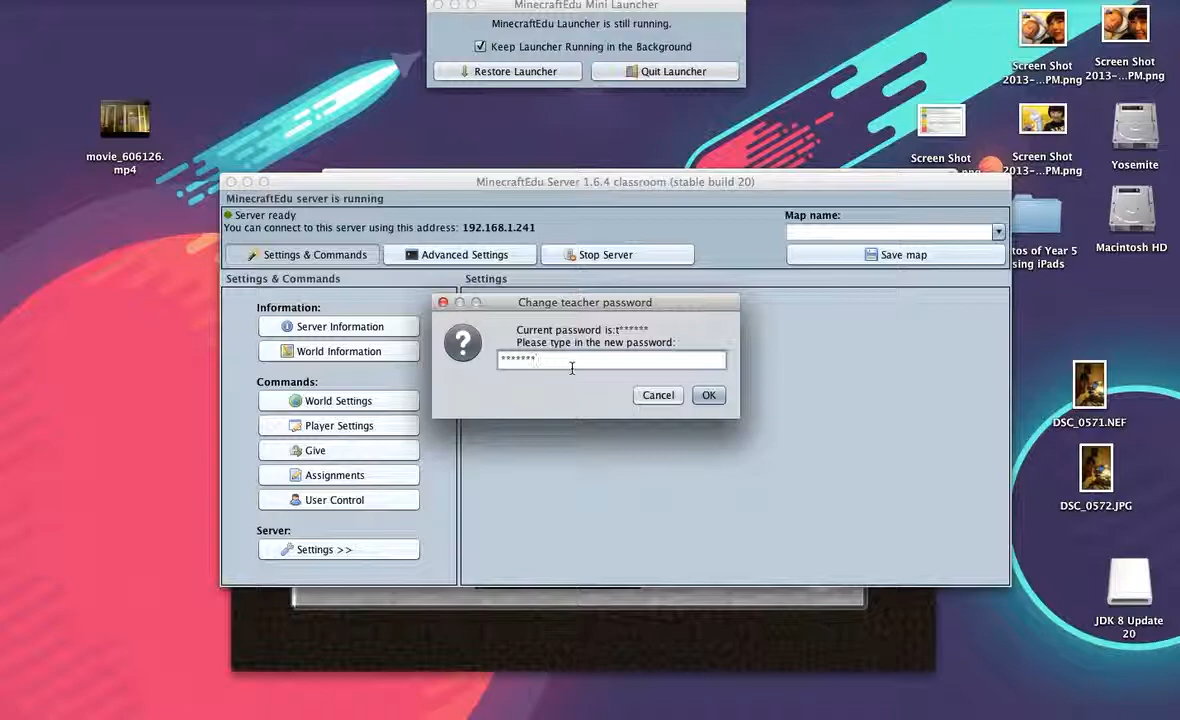 MinecraftEdu Mini Launcher
MinecraftEdu Launcher is still running.
Keep Launcher Running in the Background
Restore Launcher
Quit Launcher
Screen Shot
2013-...PM.png
Screen Shot
2013-...PM.png
movie_606126.
mp4
Screen Shot
Screen Shot
...PM.png
Yosemite
MinecraftEdu Server 1.6.4 classroom (stable build 20)
MinecraftEdu server is running
Server ready
You can connect to this server using this address: 192.168.1.241
Map name:
Settings & Commands
Advanced Settings
Stop Server
Save map
Macintosh HD
tos of Year 5
sing iPads
Settings & Commands
Settings
Information:
Server Information
World Information
Commands:
World Settings
Player Settings
Give
Assignments
User Control
Server:
Settings >>
Change teacher password
Current password is:t******
Please type in the new password:
*******
Cancel
OK
DSC_0571.NEF
DSC_0572.JPG
JDK 8 Update
20